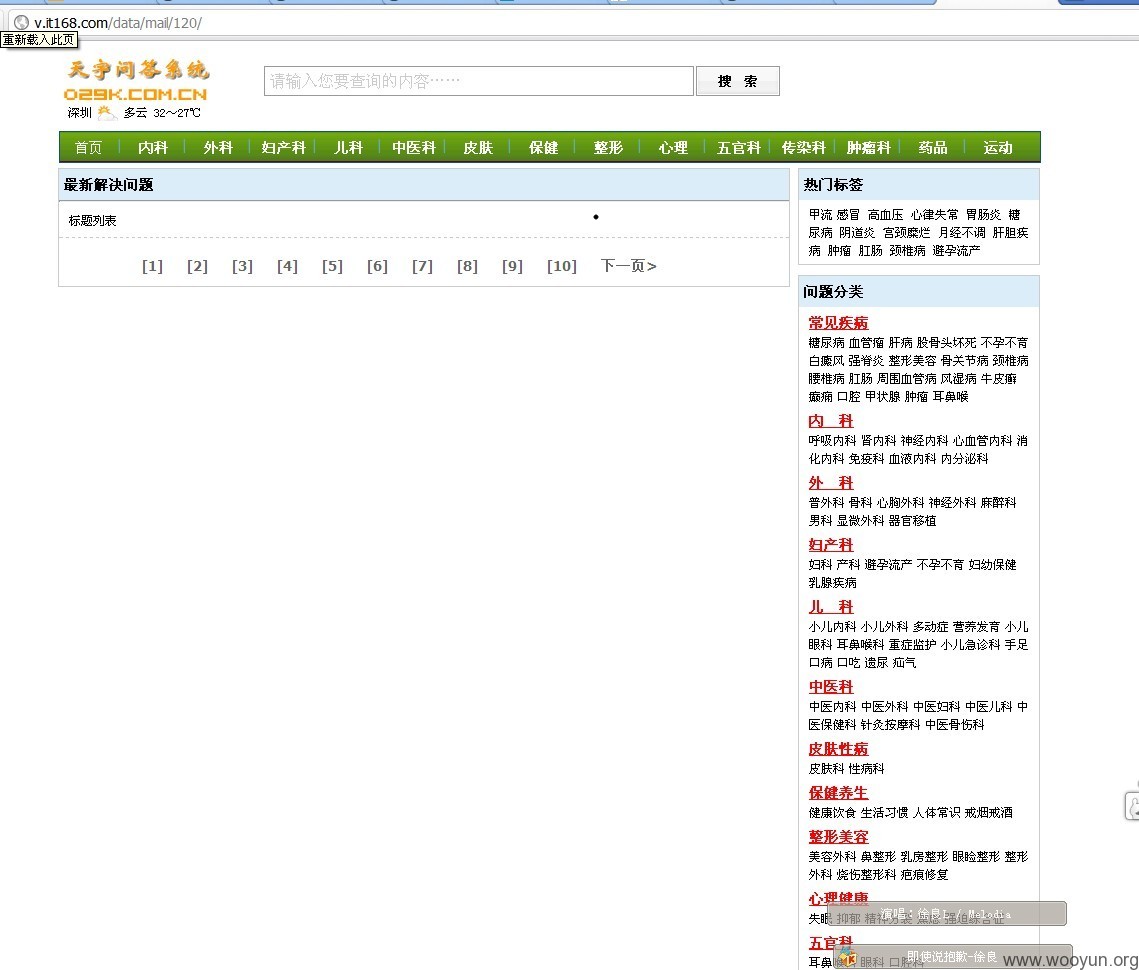 v.it168.com/data/mail/120/
重新载入此页
天宇问答系统
029K.COM.CN
深圳 多云 32～27℃
请输入您要查询的内容……
搜 索
首页 内科 外科 妇产科 儿科 中医科 皮肤 保健 整形 心理 五官科 传染科 肿瘤科 药品 运动
最新解决问题
标题列表
[1] [2] [3] [4] [5] [6] [7] [8] [9] [10] 下一页>
热门标签
甲流 感冒 高血压 心律失常 胃肠炎 糖
尿病 阴道炎 宫颈糜烂 月经不调 肝胆疾
病 肿瘤 肛肠 颈椎病 避孕流产
问题分类
常见疾病
糖尿病 血管瘤 肝病 股骨头坏死 不孕不育
白癜风 强脊炎 整形美容 骨关节病 颈椎病
腰椎病 肛肠 周围血管病 风湿病 牛皮癣
癫痫 口腔 甲状腺 肿瘤 耳鼻喉
内 科
呼吸内科 肾内科 神经内科 心血管内科 消
化内科 免疫科 血液内科 内分泌科
外 科
普外科 骨科 心胸外科 神经外科 麻醉科
男科 显微外科 器官移植
妇产科
妇科 产科 避孕流产 不孕不育 妇幼保健
乳腺疾病
儿 科
小儿内科 小儿外科 多动症 营养发育 小儿
眼科 耳鼻喉科 重症监护 小儿急诊科 手足
口病 口吃 遗尿 疝气
中医科
中医内科 中医外科 中医妇科 中医儿科 中
医保健科 针灸按摩科 中医骨伤科
皮肤性病
皮肤科 性病科
保健养生
健康饮食 生活习惯 人体常识 戒烟戒酒
整形美容
美容外科 鼻整形 乳房整形 眼睑整形 整形
外科 烧伤整形科 疤痕修复
心理健康
演唱：徐良L / Melodia
失眠 抑郁 精神分裂 焦虑 强迫综合征
五官科
即使说抱歉-徐良
耳鼻 眼科 口腔科
www.wooyun.org